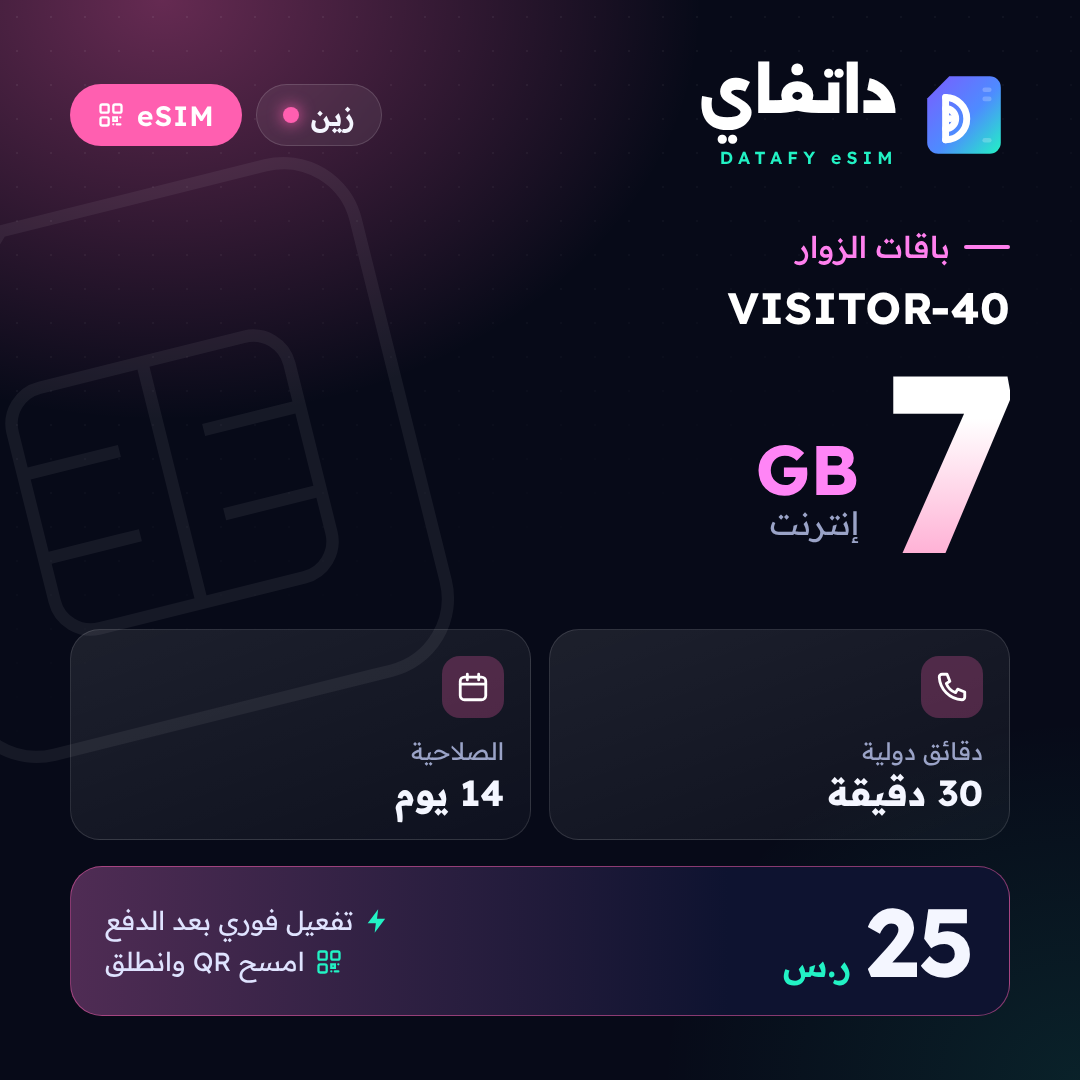 داتفاي
DATAFY eSIM
زين
eSIM
باقات الزوار
VISITOR-40
7
GB
إنترنت
دقائق دولية
30 دقيقة
الصلاحية
14 يوم
25 ر.س
تفعيل فوري بعد الدفع
امسح QR وانطلق